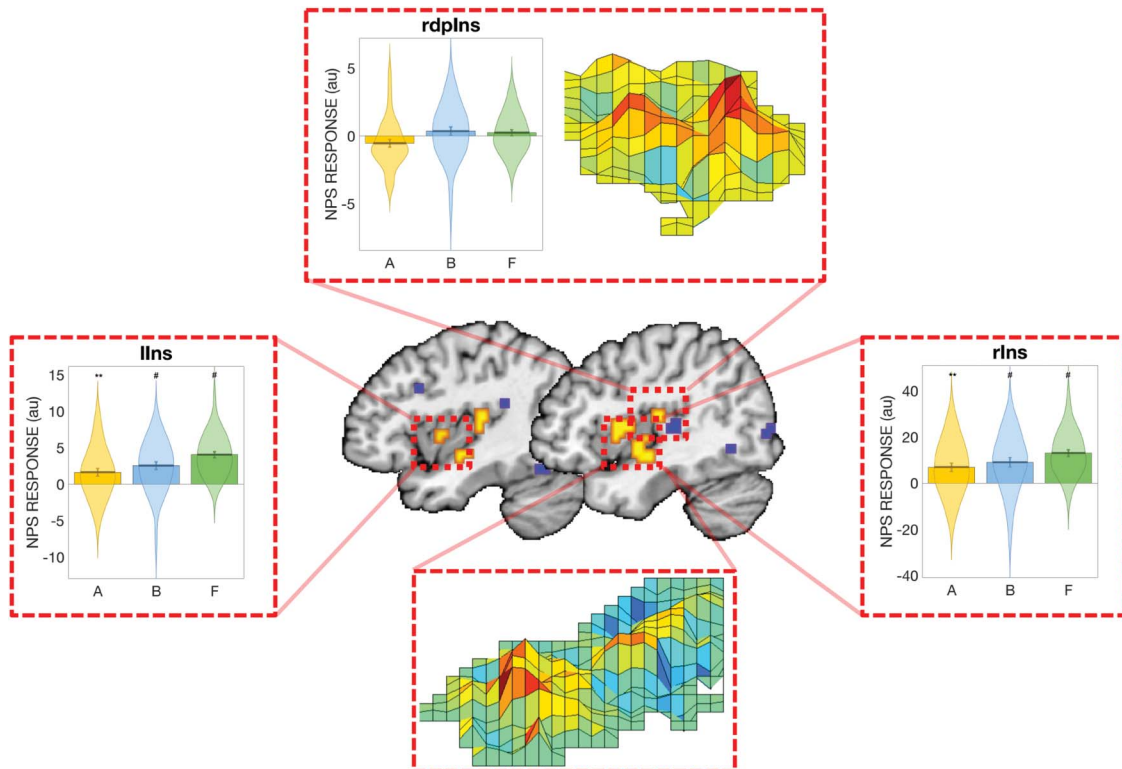 rdpIns
NPS RESPONSE (au)
5
0
-5
A B F
lIns
**
#
#
NPS RESPONSE (au)
15
10
5
0
-5
-10
A B F
rIns
**
#
#
NPS RESPONSE (au)
40
20
0
-20
-40
A B F